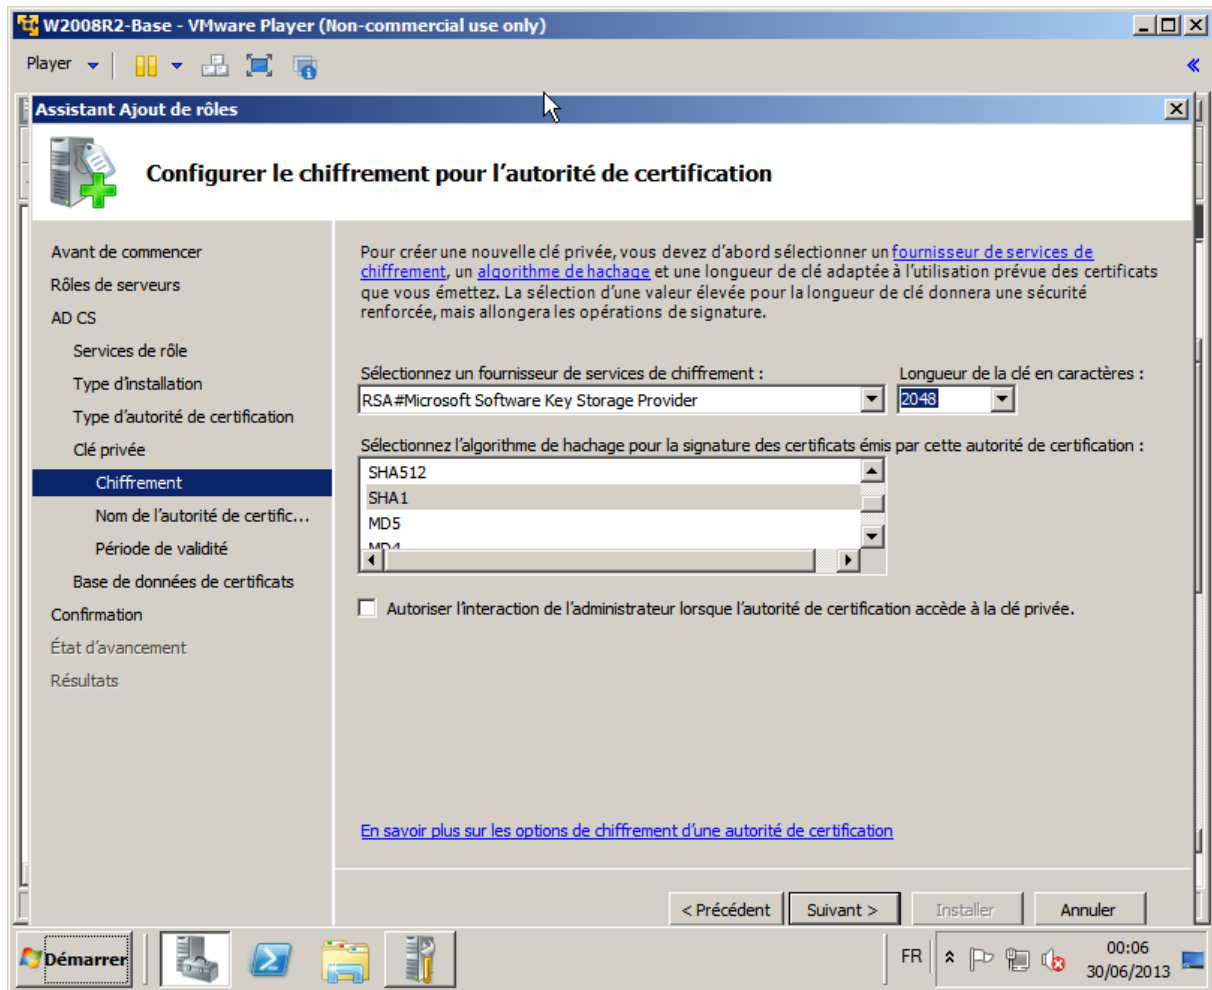 W2008R2-Base - VMware Player (Non-commercial use only)
Player
Assistant Ajout de rôles
Configurer le chiffrement pour l'autorité de certification
Avant de commencer
Rôles de serveurs
AD CS
Services de rôle
Type d'installation
Type d'autorité de certification
Clé privée
Chiffrement
Nom de l'autorité de certific...
Période de validité
Base de données de certificats
Confirmation
État d'avancement
Résultats
Pour créer une nouvelle clé privée, vous devez d'abord sélectionner un fournisseur de services de
chiffrement, un algorithme de hachage et une longueur de clé adaptée à l'utilisation prévue des certificats
que vous émettez. La sélection d'une valeur élevée pour la longueur de clé donnera une sécurité
renforcée, mais allongera les opérations de signature.
Sélectionnez un fournisseur de services de chiffrement :
Longueur de la clé en caractères :
RSA#Microsoft Software Key Storage Provider
2048
Sélectionnez l'algorithme de hachage pour la signature des certificats émis par cette autorité de certification :
SHA512
SHA1
MD5
MD4
Autoriser l'interaction de l'administrateur lorsque l'autorité de certification accède à la clé privée.
En savoir plus sur les options de chiffrement d'une autorité de certification
< Précédent
Suivant >
Installer
Annuler
Démarrer
FR
00:06
30/06/2013